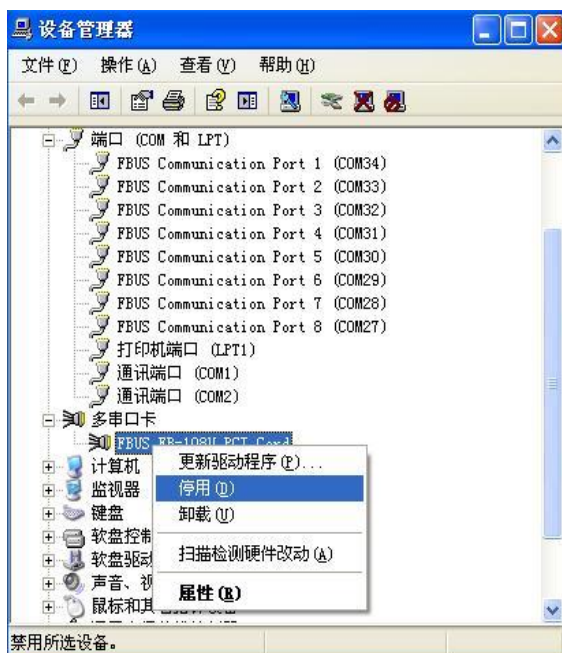 设备管理器
文件(F) 操作(A) 查看(V) 帮助(H)
端口 (COM 和 LPT)
FBUS Communication Port 1 (COM34)
FBUS Communication Port 2 (COM33)
FBUS Communication Port 3 (COM32)
FBUS Communication Port 4 (COM31)
FBUS Communication Port 5 (COM30)
FBUS Communication Port 6 (COM29)
FBUS Communication Port 7 (COM28)
FBUS Communication Port 8 (COM27)
打印机端口 (LPT1)
通讯端口 (COM1)
通讯端口 (COM2)
多串口卡
FBUS FB-108U PCI Card
计算机
监视器
键盘
软盘控制
软盘驱动
声音、视
鼠标和其
更新驱动程序(P)...
停用(D)
卸载(U)
扫描检测硬件改动(A)
属性(R)
禁用所选设备。